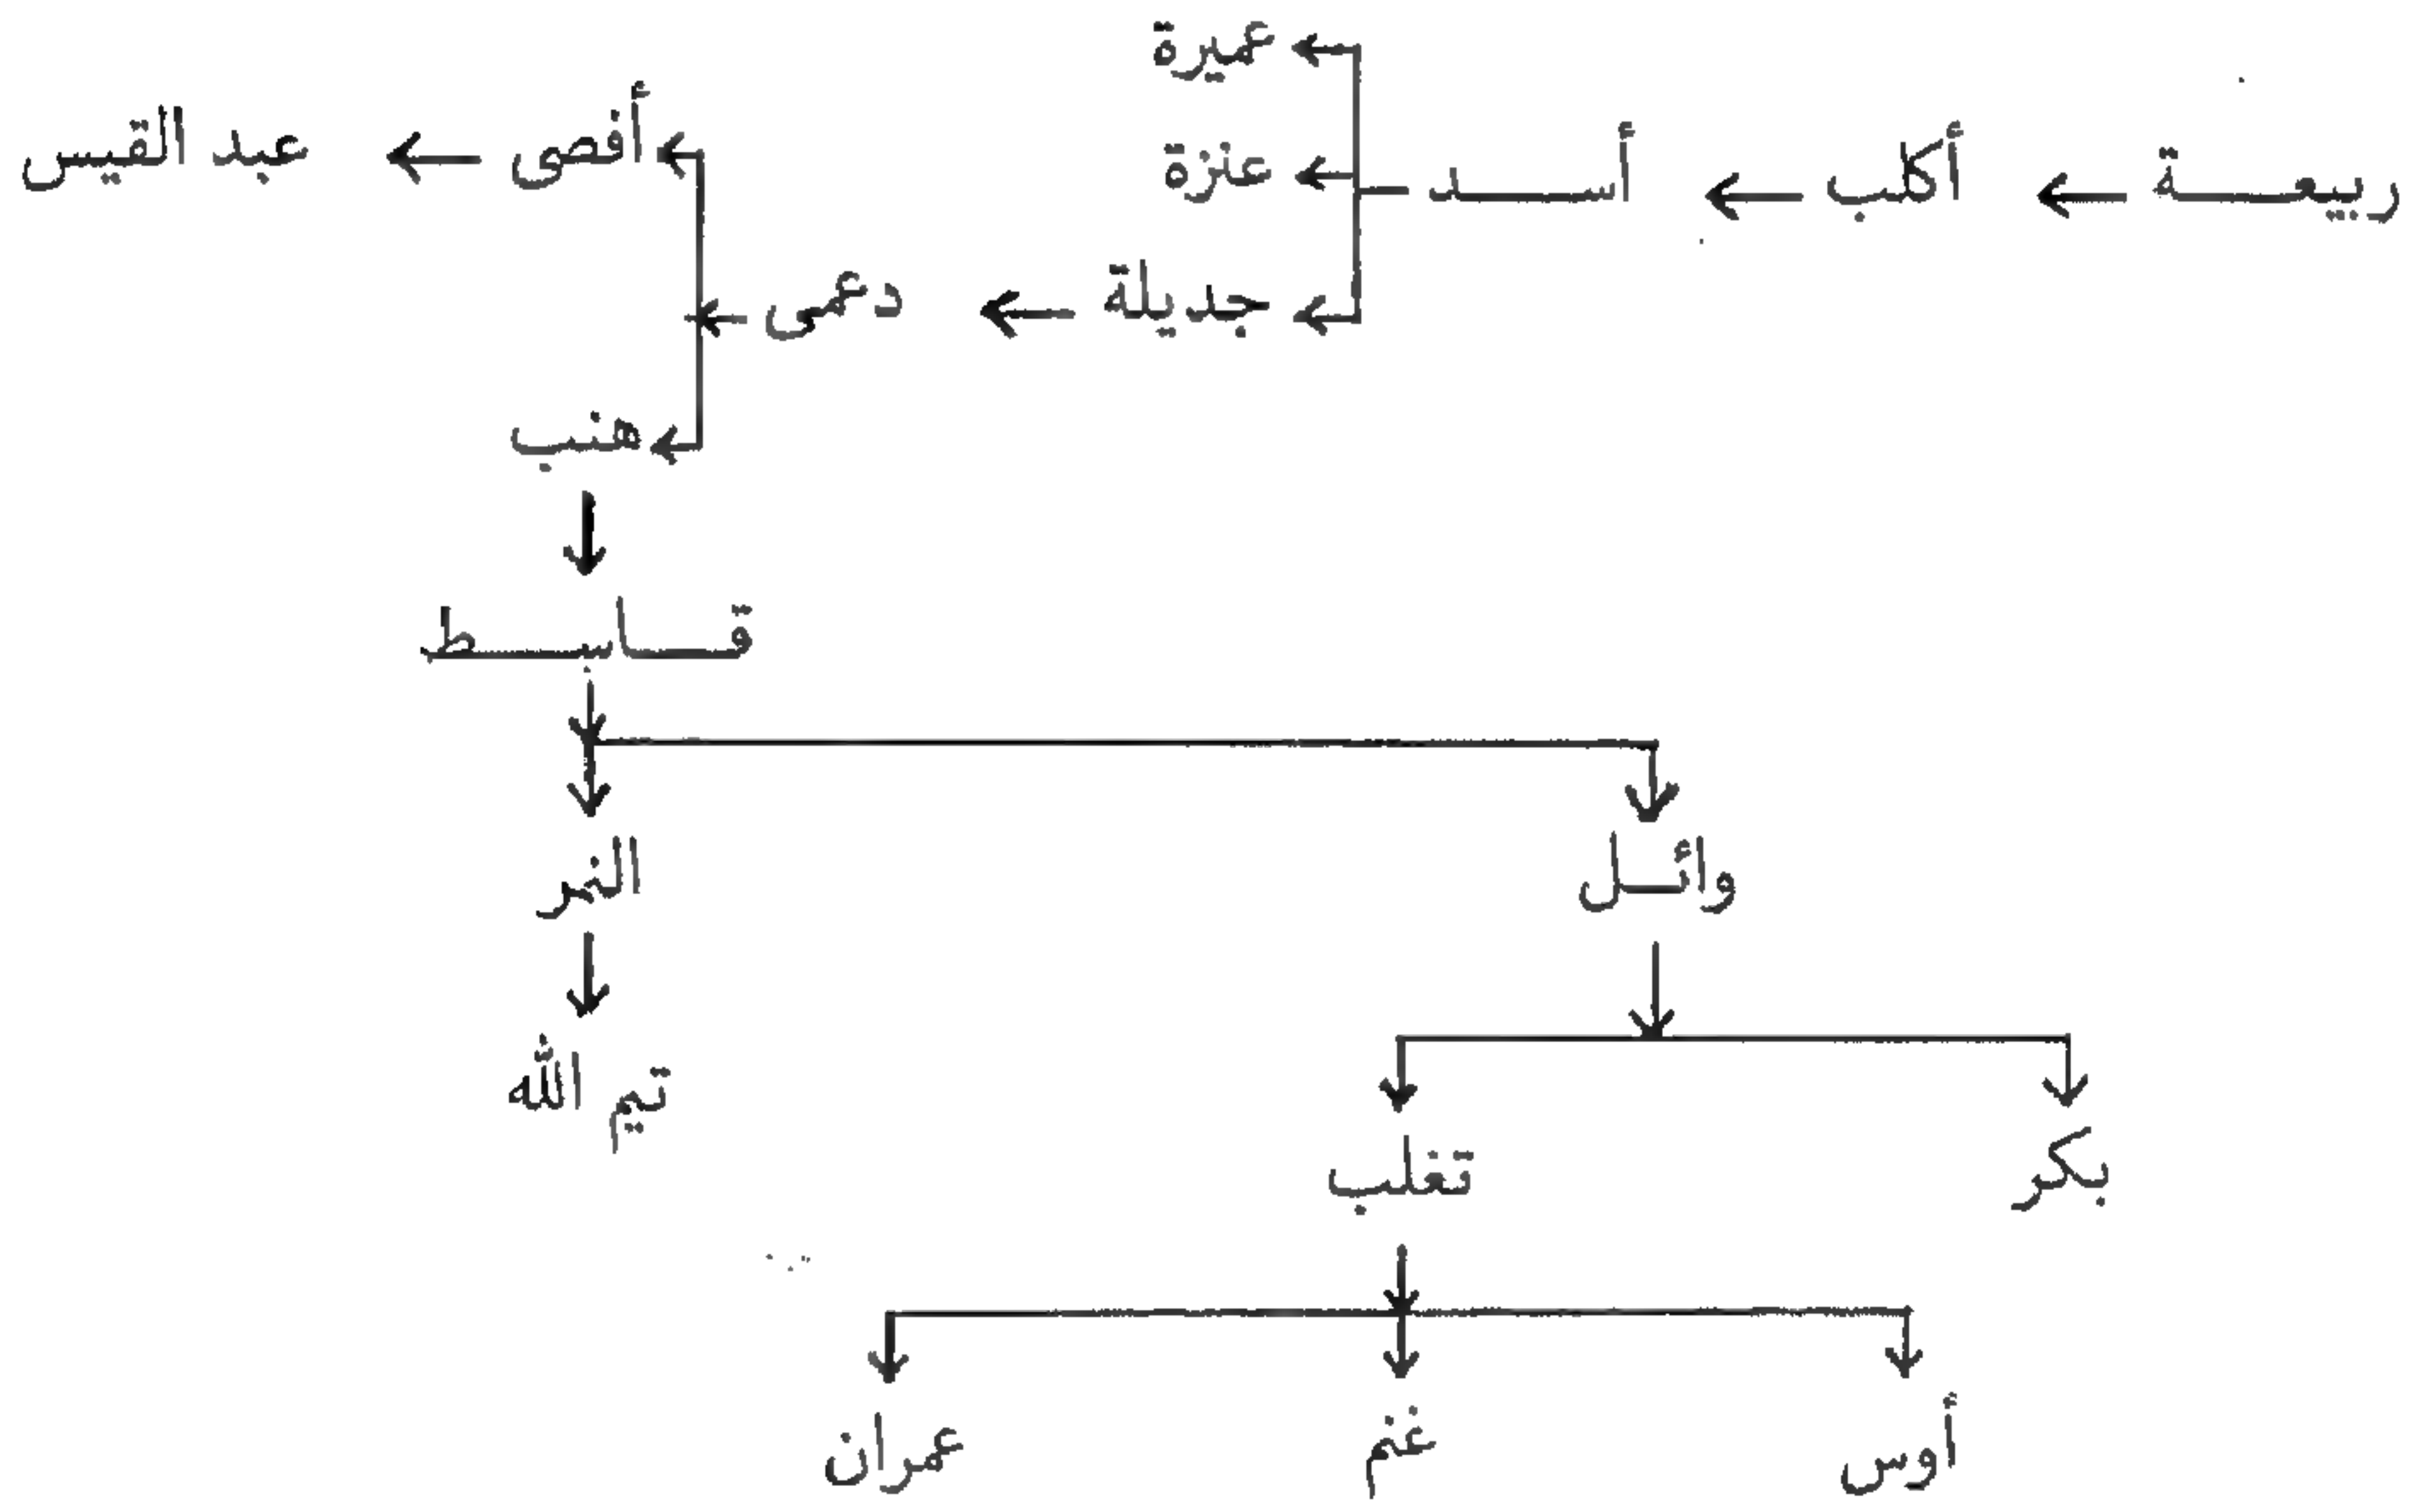 عميرة
ربيعة أكلب أسد عنزة أفصى عبد القيس
جديلة دعمى
هنب
قاسط
وائل النمر
تيم الله
بكر تغلب
أوس غنم عمران